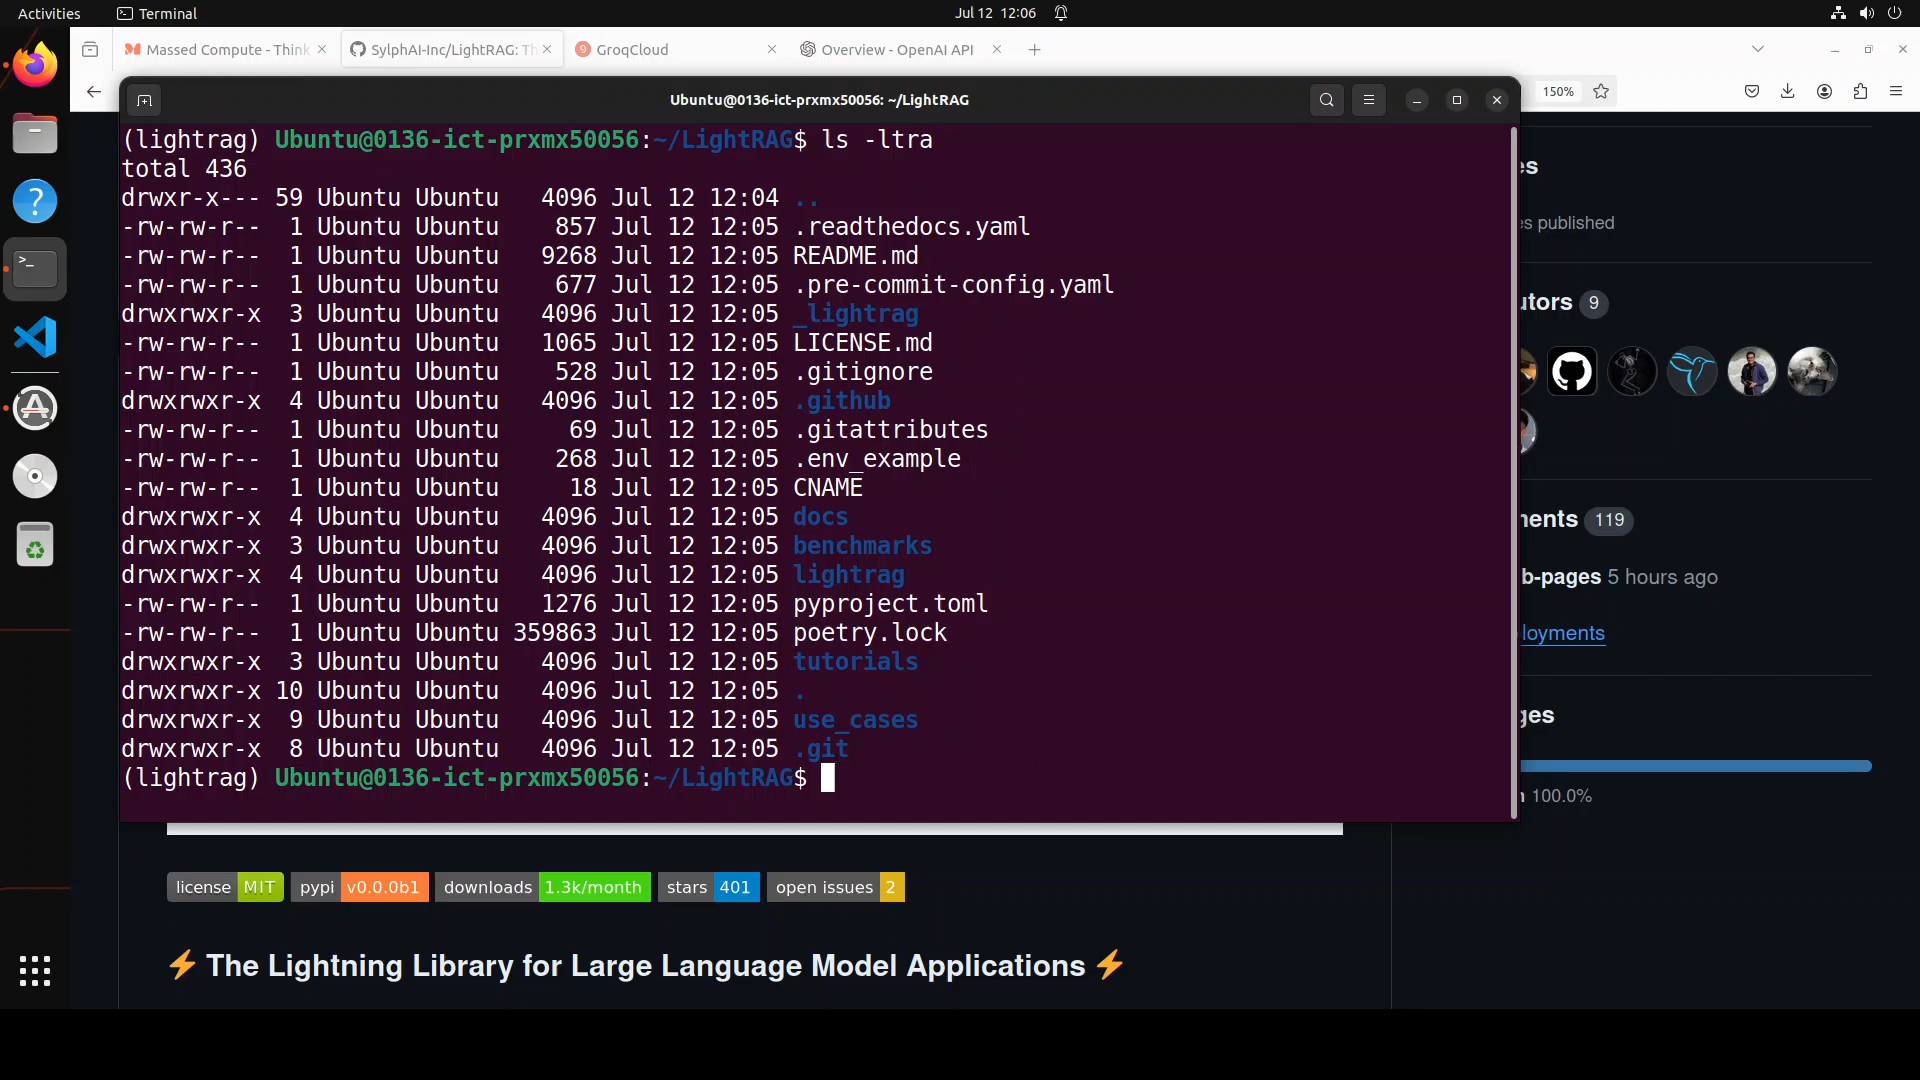 Activities
Terminal
Jul 12 12:06
Massed Compute - Think
SylphAI-Inc/LightRAG: Th
GroqCloud
Overview - OpenAI API
150%
Ubuntu@0136-ict-prxmx50056: ~/LightRAG
(lightrag) Ubuntu@0136-ict-prxmx50056:~/LightRAG$ ls -ltra
total 436
drwxr-x--- 59 Ubuntu Ubuntu   4096 Jul 12 12:04 ..
-rw-rw-r--  1 Ubuntu Ubuntu    857 Jul 12 12:05 .readthedocs.yaml
-rw-rw-r--  1 Ubuntu Ubuntu   9268 Jul 12 12:05 README.md
-rw-rw-r--  1 Ubuntu Ubuntu    677 Jul 12 12:05 .pre-commit-config.yaml
drwxrwxr-x  3 Ubuntu Ubuntu   4096 Jul 12 12:05 _lightrag
-rw-rw-r--  1 Ubuntu Ubuntu   1065 Jul 12 12:05 LICENSE.md
-rw-rw-r--  1 Ubuntu Ubuntu    528 Jul 12 12:05 .gitignore
drwxrwxr-x  4 Ubuntu Ubuntu   4096 Jul 12 12:05 .github
-rw-rw-r--  1 Ubuntu Ubuntu     69 Jul 12 12:05 .gitattributes
-rw-rw-r--  1 Ubuntu Ubuntu    268 Jul 12 12:05 .env_example
-rw-rw-r--  1 Ubuntu Ubuntu     18 Jul 12 12:05 CNAME
drwxrwxr-x  4 Ubuntu Ubuntu   4096 Jul 12 12:05 docs
drwxrwxr-x  3 Ubuntu Ubuntu   4096 Jul 12 12:05 benchmarks
drwxrwxr-x  4 Ubuntu Ubuntu   4096 Jul 12 12:05 lightrag
-rw-rw-r--  1 Ubuntu Ubuntu   1276 Jul 12 12:05 pyproject.toml
-rw-rw-r--  1 Ubuntu Ubuntu 359863 Jul 12 12:05 poetry.lock
drwxrwxr-x  3 Ubuntu Ubuntu   4096 Jul 12 12:05 tutorials
drwxrwxr-x 10 Ubuntu Ubuntu   4096 Jul 12 12:05 .
drwxrwxr-x  9 Ubuntu Ubuntu   4096 Jul 12 12:05 use_cases
drwxrwxr-x  8 Ubuntu Ubuntu   4096 Jul 12 12:05 .git
(lightrag) Ubuntu@0136-ict-prxmx50056:~/LightRAG$
es
es published
utors 9
ments 119
b-pages 5 hours ago
loyments
ges
n 100.0%
license MIT
pypi v0.0.0b1
downloads 1.3k/month
stars 401
open issues 2
⚡ The Lightning Library for Large Language Model Applications ⚡